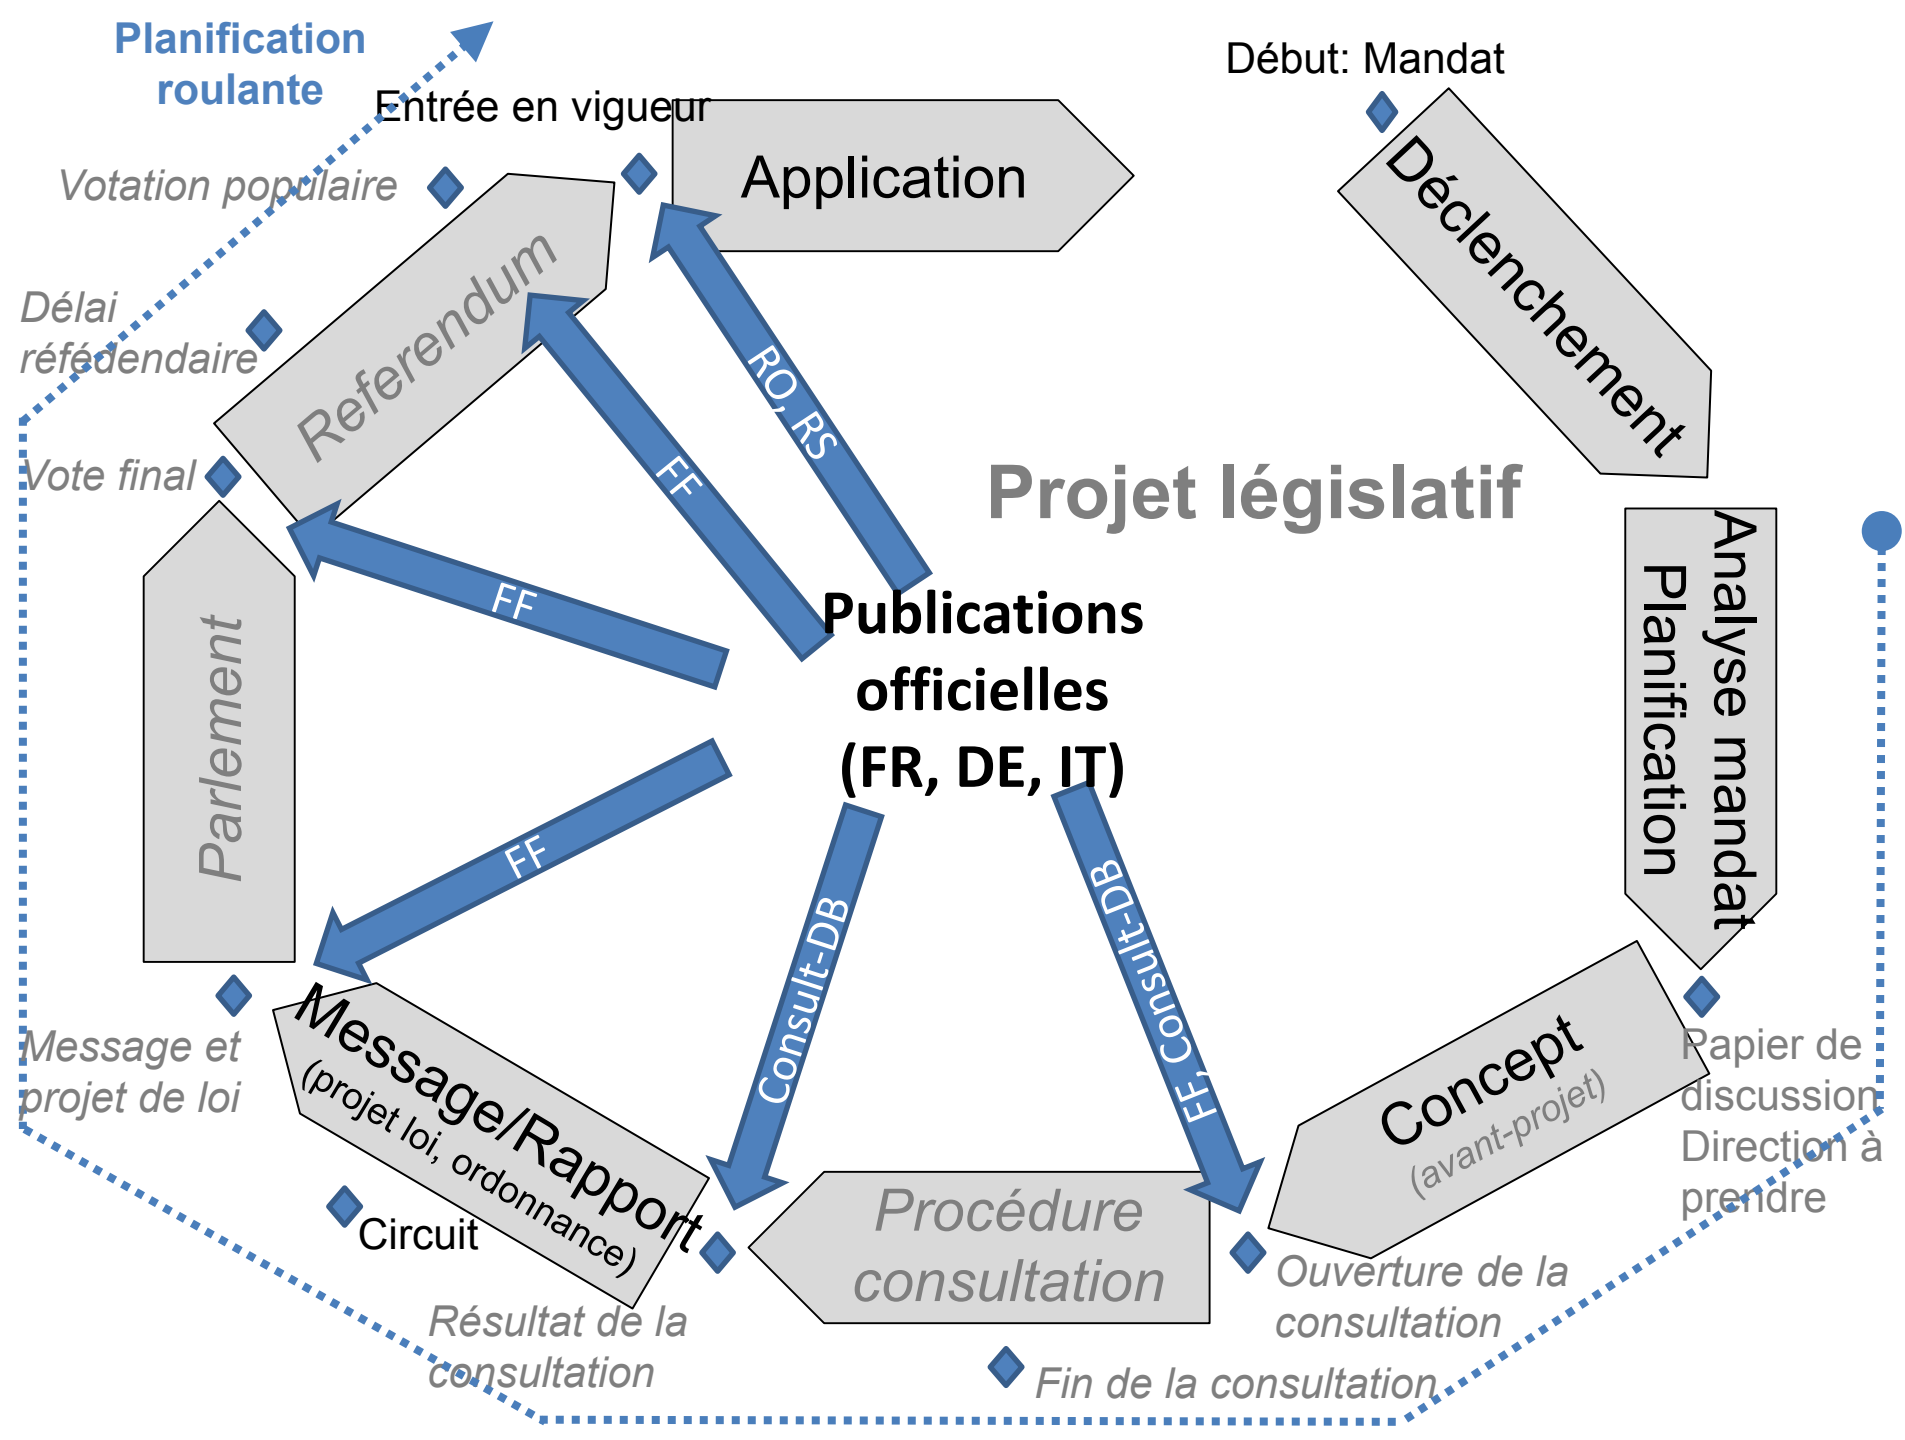 Planification
roulante
Début: Mandat
Entrée en vigueur
Application
Déclenchement
Votation populaire
Referendum
Délai
réfédendaire
RO, RS
FF
Vote final
Projet législatif
Analyse mandat
Planification
FF
Publications
officielles
(FR, DE, IT)
Parlement
FF
Consult-DB
FF, Consult-DB
Message et
projet de loi
Message/Rapport
(projet loi, ordonnance)
Concept
(avant-projet)
Papier de
discussion
Direction à
prendre
Circuit
Procédure
consultation
Ouverture de la
consultation
Résultat de la
consultation
Fin de la consultation